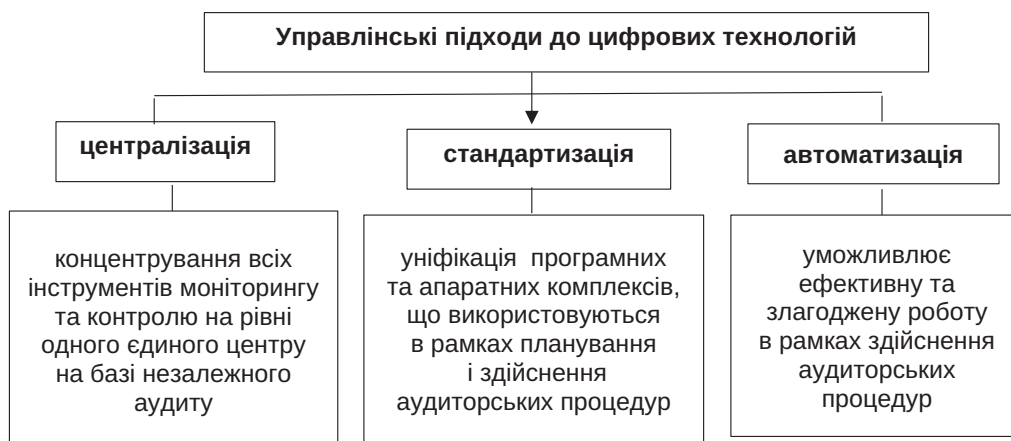 Управлінські підходи до цифрових технологій
централізація
стандартизація
автоматизація
концентрування всіх
інструментів моніторингу
та контролю на рівні
одного єдиного центру
на базі незалежного
аудиту
уніфікація програмних
та апаратних комплексів,
що використовуються
в рамках планування
і здійснення
аудиторських процедур
уможливлює
ефективну та
злагоджену роботу
в рамках здійснення
аудиторських
процедур